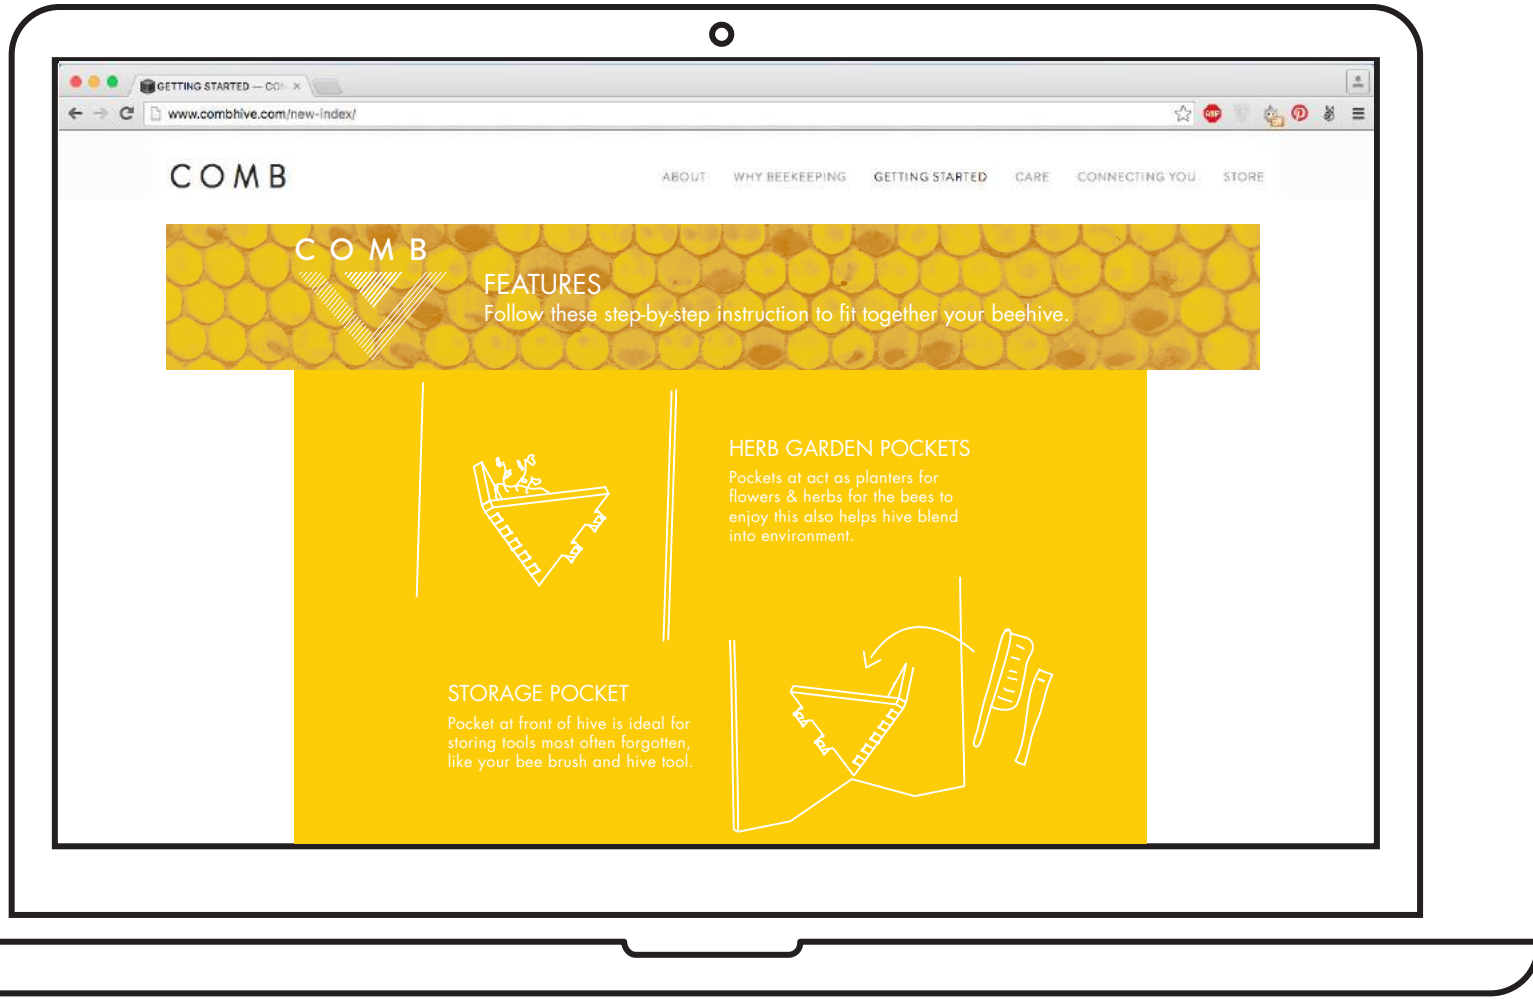 GETTING STARTED — CO
www.combhive.com/new-index/
ABP
COMB
ABOUT WHY BEEKEEPING GETTING STARTED CARE CONNECTING YOU STORE
COMB
FEATURES
Follow these step-by-step instruction to fit together your beehive.
HERB GARDEN POCKETS
Pockets at act as planters for
flowers & herbs for the bees to
enjoy this also helps hive blend
into environment.
STORAGE POCKET
Pocket at front of hive is ideal for
storing tools most often forgotten,
like your bee brush and hive tool.